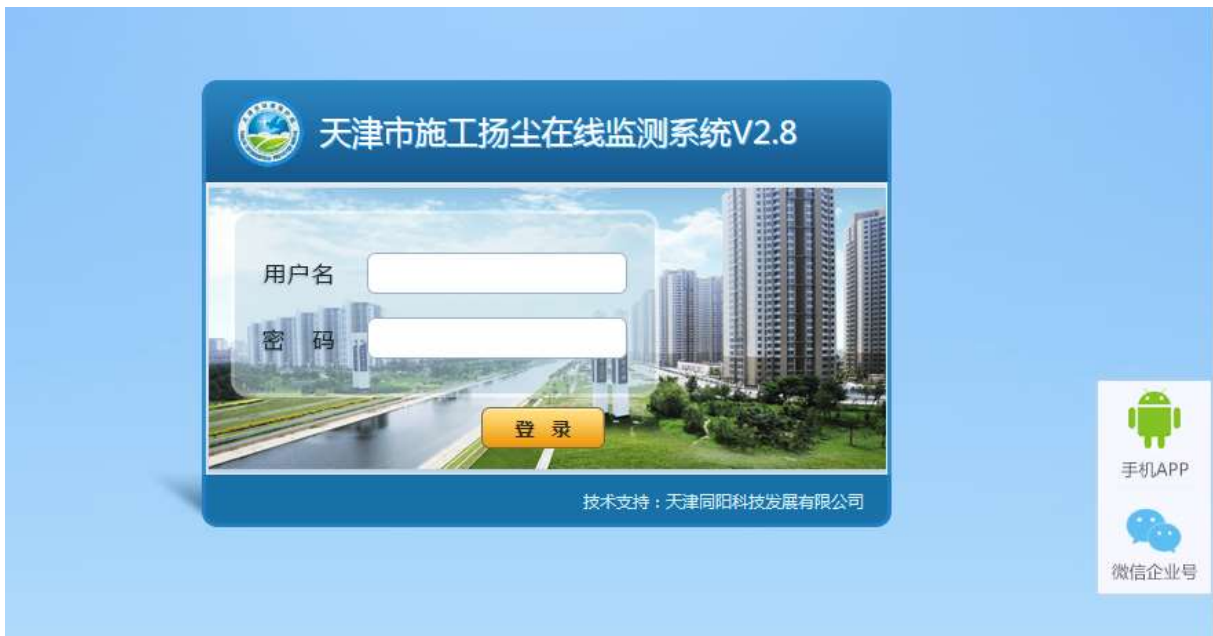 天津市施工扬尘在线监测系统V2.8
用户名
密 码
登 录
技术支持：天津同阳科技发展有限公司
手机APP
微信企业号